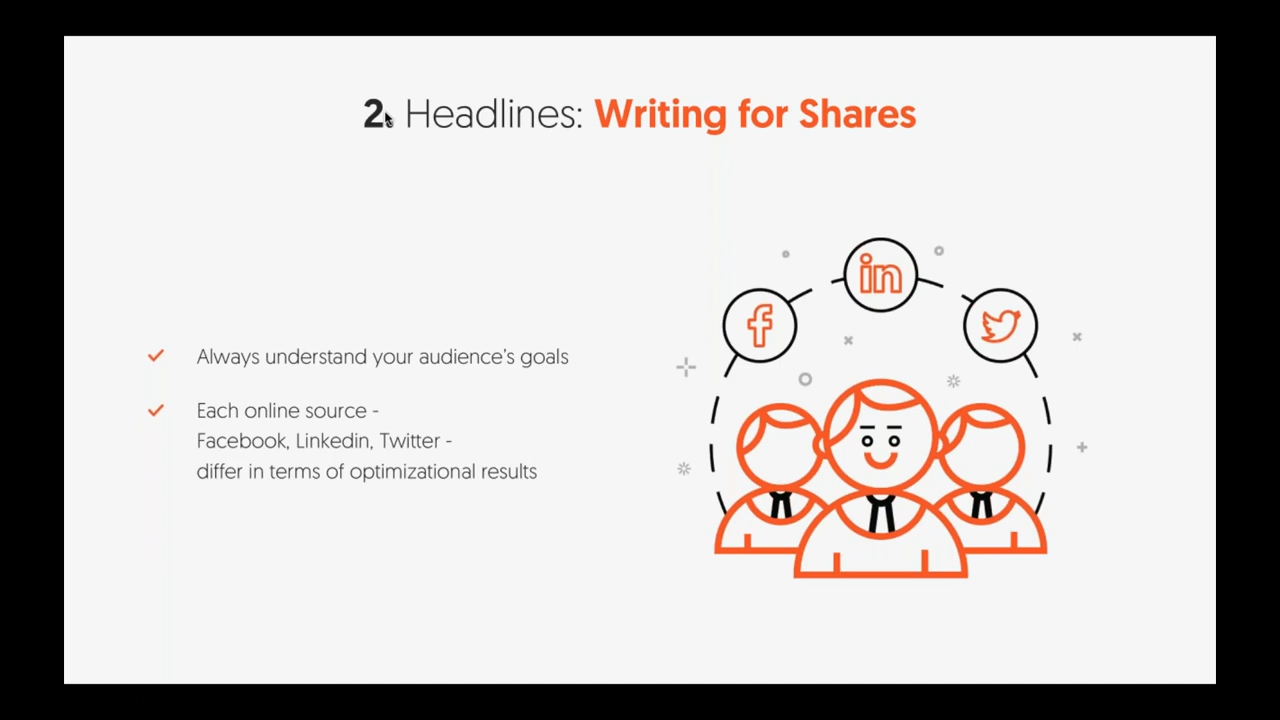 2. Headlines: Writing for Shares
Always understand your audience's goals
Each online source -
Facebook, Linkedin, Twitter -
differ in terms of optimizational results
f
in